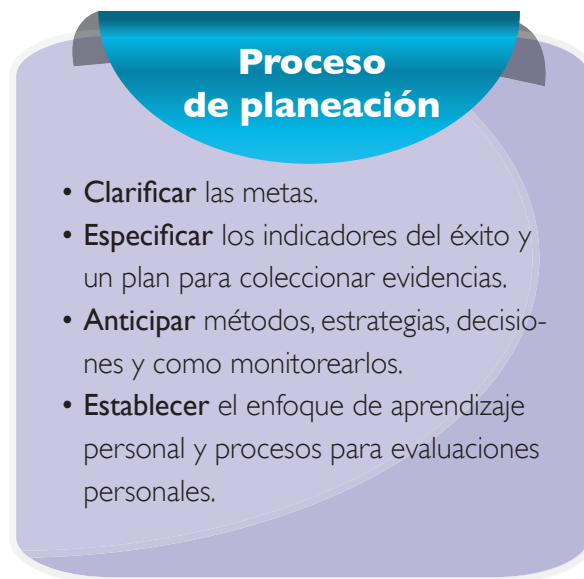 Proceso
de planeación
• Clarificar las metas.
• Especificar los indicadores del éxito y
un plan para coleccionar evidencias.
• Anticipar métodos, estrategias, decisio-
nes y como monitorearlos.
• Establecer el enfoque de aprendizaje
personal y procesos para evaluaciones
personales.